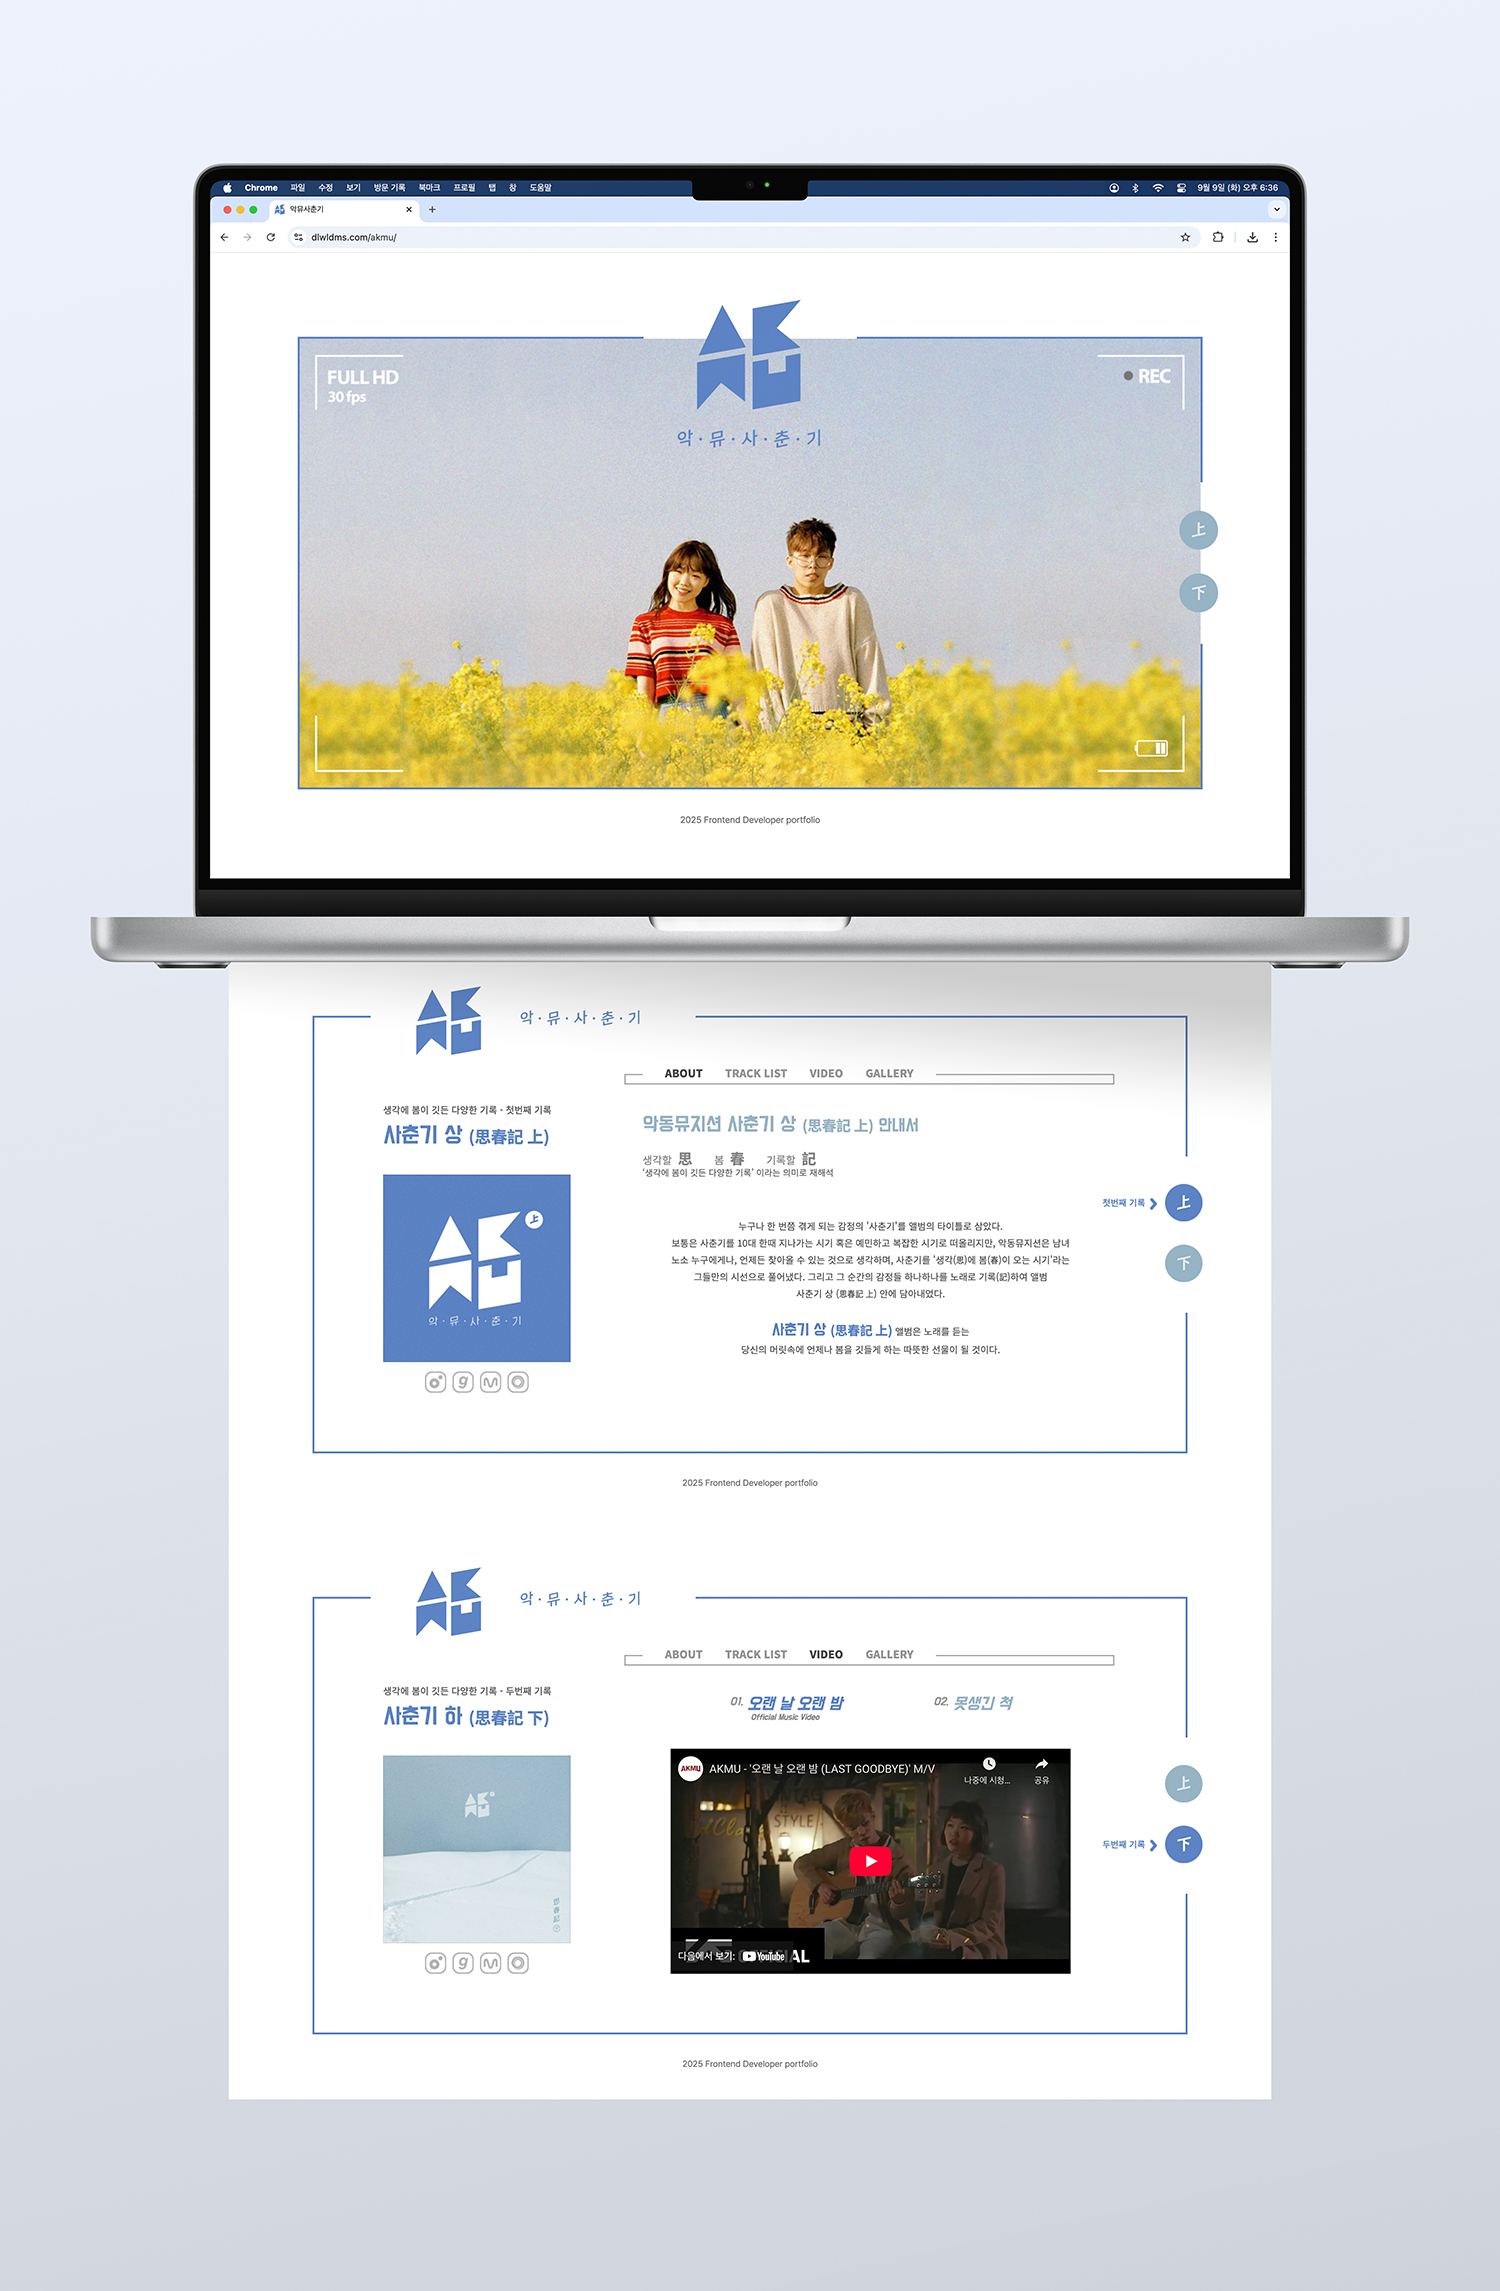 Chrome 파일 수정 보기 방문 기록 북마크 프로필 탭 창 도움말
9월 9일 (화) 오후 6:36
악뮤사춘기
dlwldms.com/akmu/
AKMU
악·뮤·사·춘·기
FULL HD
30 fps
REC
上
下
2025 Frontend Developer portfolio
AKMU
악·뮤·사·춘·기
ABOUT TRACK LIST VIDEO GALLERY
생각에 봄이 깃든 다양한 기록 - 첫번째 기록
사춘기 상 (思春記 上)
AKMU 上
악·뮤·사·춘·기
악동뮤지션 사춘기 상 (思春記 上) 안내서
생각할 思 봄 春 기록할 記
'생각에 봄이 깃든 다양한 기록' 이라는 의미로 재해석
누구나 한 번쯤 겪게 되는 감정의 '사춘기'를 앨범의 타이틀로 삼았다.
보통은 사춘기를 10대 한때 지나가는 시기 혹은 예민하고 복잡한 시기로 떠올리지만, 악동뮤지션은 남녀
노소 누구에게나, 언제든 찾아올 수 있는 것으로 생각하며, 사춘기를 '생각(思)에 봄(春)이 오는 시기'라는
그들만의 시선으로 풀어냈다. 그리고 그 순간의 감정들 하나하나를 노래로 기록(記)하여 앨범
사춘기 상 (思春記 上) 안에 담아내었다.
사춘기 상 (思春記 上) 앨범은 노래를 듣는
당신의 머릿속에 언제나 봄을 깃들게 하는 따뜻한 선물이 될 것이다.
첫번째 기록 上
下
2025 Frontend Developer portfolio
AKMU
악·뮤·사·춘·기
ABOUT TRACK LIST VIDEO GALLERY
생각에 봄이 깃든 다양한 기록 - 두번째 기록
사춘기 하 (思春記 下)
AKMU
01. 오랜 날 오랜 밤
Official Music Video
02. 못생긴 척
AKMU
AKMU - '오랜 날 오랜 밤 (LAST GOODBYE)' M/V
나중에 시청...
공유
STYLE
다음에서 보기: YouTube
上
두번째 기록 下
2025 Frontend Developer portfolio